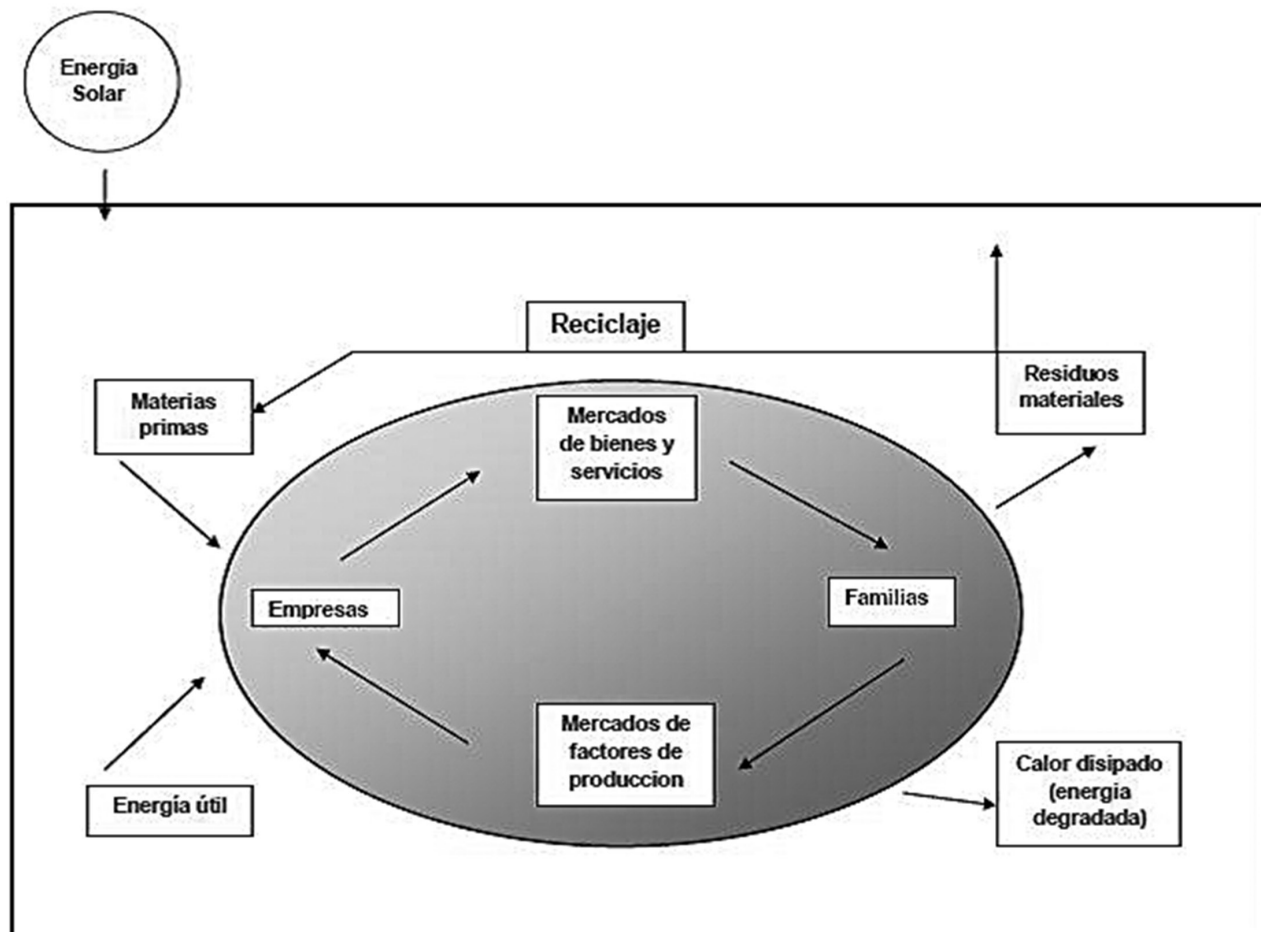 Energia
Solar
Reciclaje
Materias
primas
Mercados
de bienes y
servicios
Residuos
materiales
Empresas
Familias
Mercados de
factores de
produccion
Energía útil
Calor disipado
(energia
degradada)